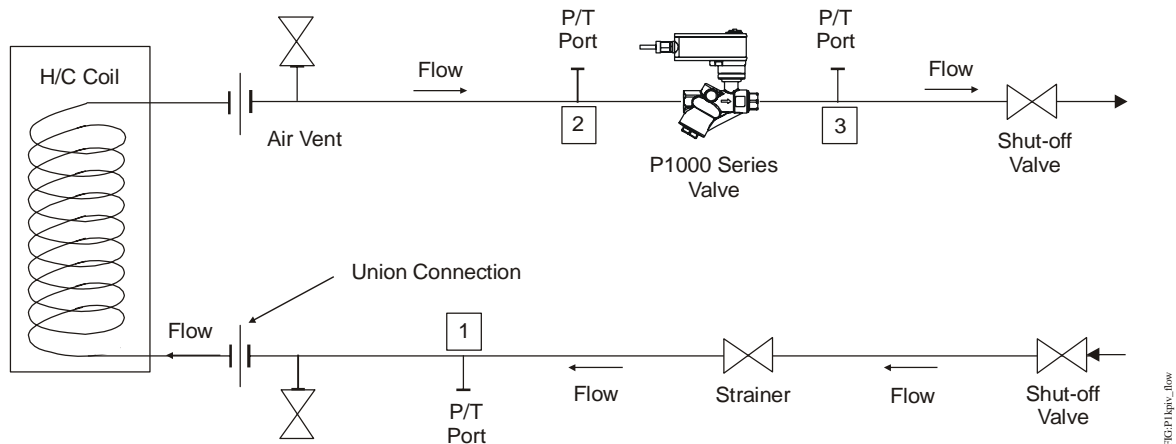 P/T
Port
P/T
Port
H/C Coil
Flow
Flow
Air Vent
2
3
P1000 Series
Valve
Shut-off
Valve
Union Connection
Flow
1
P/T
Port
Flow
Strainer
Flow
Shut-off
Valve